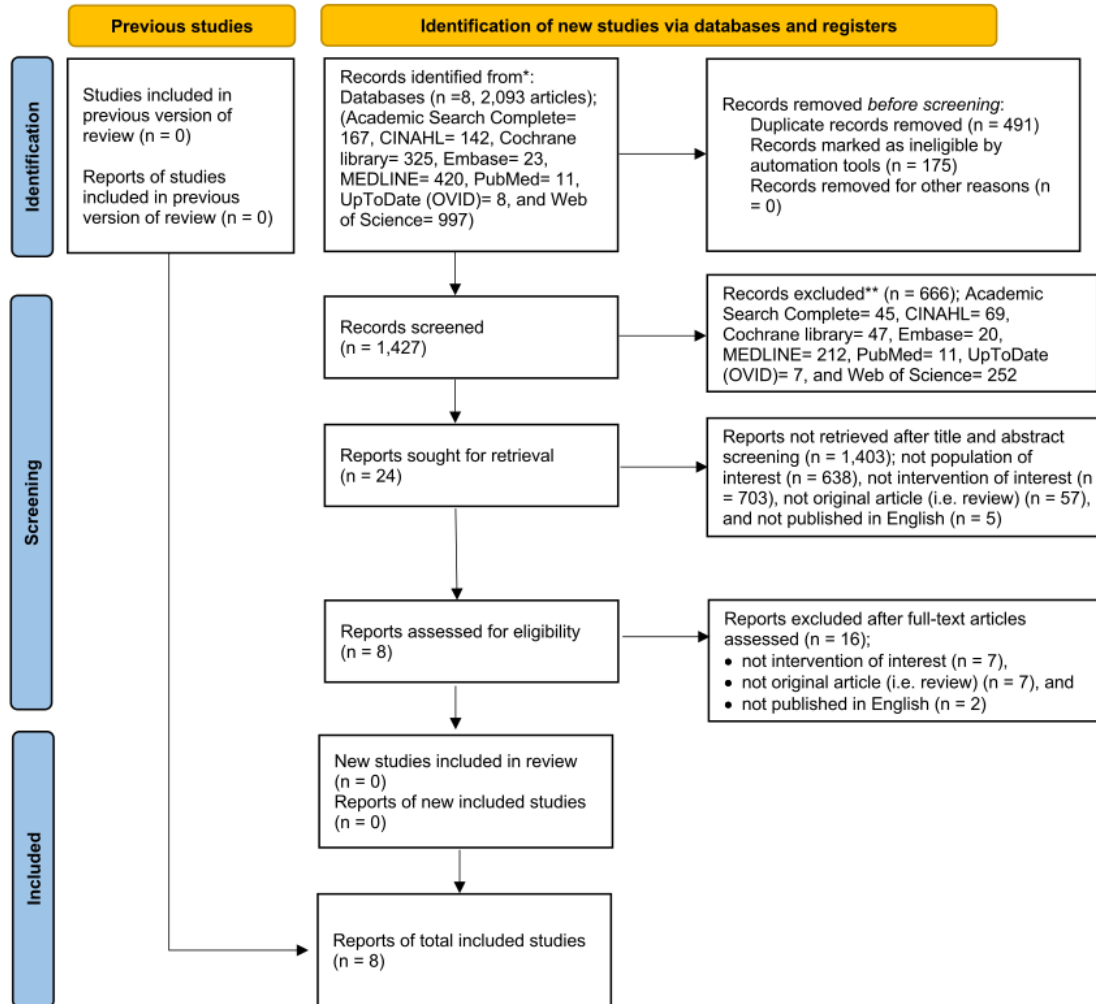 Previous studies
Identification of new studies via databases and registers
Identification
Studies included in
previous version of
review (n = 0)
Reports of studies
included in previous
version of review (n = 0)
Records identified from*:
Databases (n =8, 2,093 articles);
(Academic Search Complete=
167, CINAHL= 142, Cochrane
library= 325, Embase= 23,
MEDLINE= 420, PubMed= 11,
UpToDate (OVID)= 8, and Web
of Science= 997)
Records removed before screening:
Duplicate records removed (n = 491)
Records marked as ineligible by
automation tools (n = 175)
Records removed for other reasons (n
= 0)
Screening
Records screened
(n = 1,427)
Records excluded** (n = 666); Academic
Search Complete= 45, CINAHL= 69,
Cochrane library= 47, Embase= 20,
MEDLINE= 212, PubMed= 11, UpToDate
(OVID)= 7, and Web of Science= 252
Reports sought for retrieval
(n = 24)
Reports not retrieved after title and abstract
screening (n = 1,403); not population of
interest (n = 638), not intervention of interest (n
= 703), not original article (i.e. review) (n = 57),
and not published in English (n = 5)
Reports assessed for eligibility
(n = 8)
Reports excluded after full-text articles
assessed (n = 16);
• not intervention of interest (n = 7),
• not original article (i.e. review) (n = 7), and
• not published in English (n = 2)
Included
New studies included in review
(n = 0)
Reports of new included studies
(n = 0)
Reports of total included studies
(n = 8)